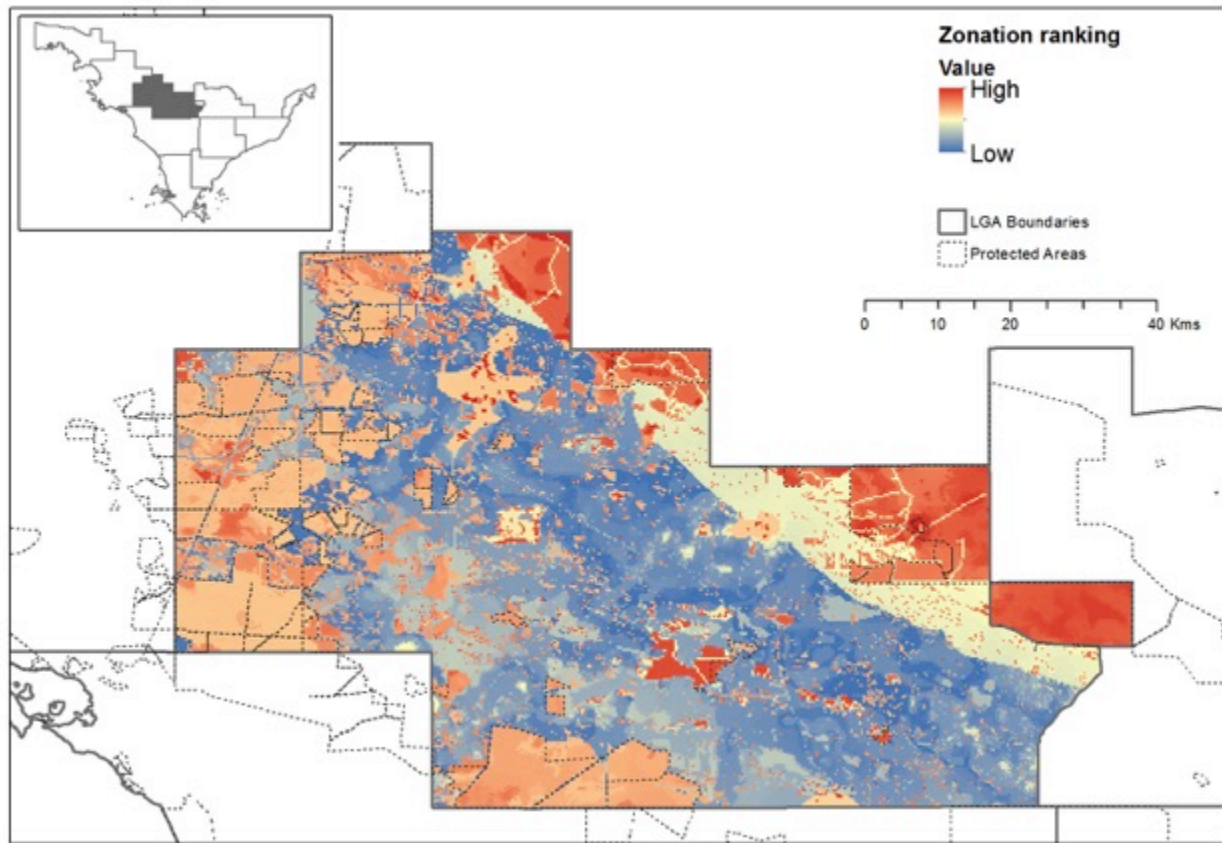 Zonation ranking
Value
High
Low
LGA Boundaries
Protected Areas
0 10 20 40 Kms